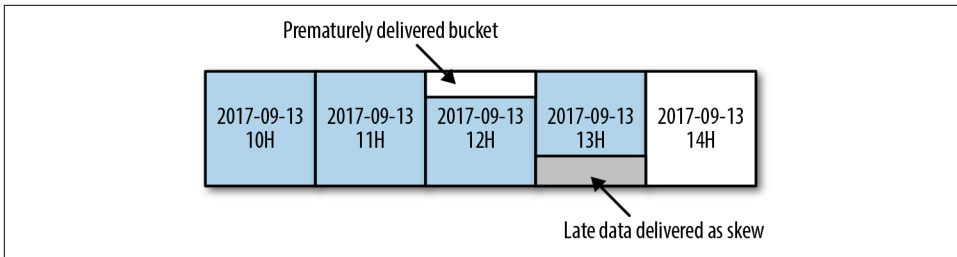 Prematurely delivered bucket
2017-09-13
10H
2017-09-13
11H
2017-09-13
12H
2017-09-13
13H
2017-09-13
14H
Late data delivered as skew